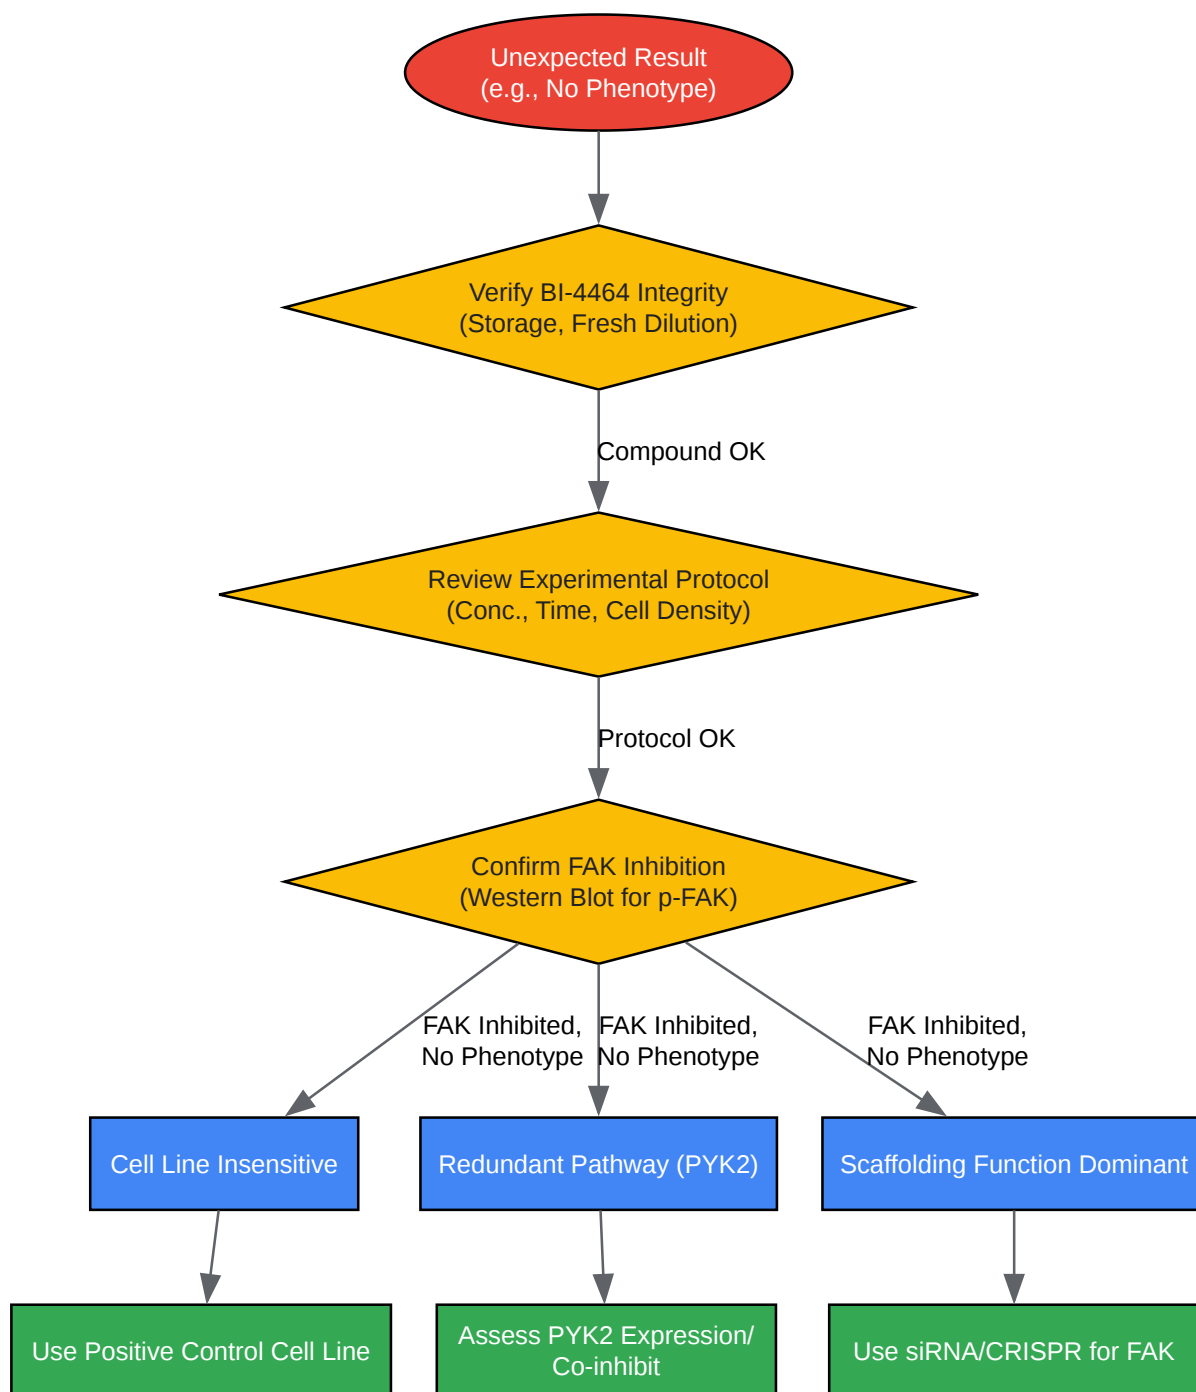 Unexpected Result
(e.g., No Phenotype)
Verify BI-4464 Integrity
(Storage, Fresh Dilution)
Compound OK
Review Experimental Protocol
(Conc., Time, Cell Density)
Protocol OK
Confirm FAK Inhibition
(Western Blot for p-FAK)
FAK Inhibited,
No Phenotype
FAK Inhibited,
No Phenotype
FAK Inhibited,
No Phenotype
Cell Line Insensitive
Redundant Pathway (PYK2)
Scaffolding Function Dominant
Use Positive Control Cell Line
Assess PYK2 Expression/
Co-inhibit
Use siRNA/CRISPR for FAK